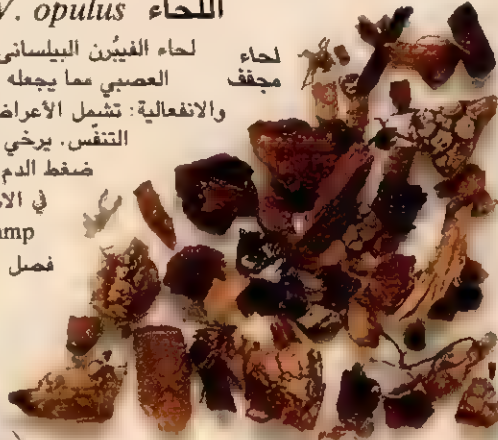 اللحاء V. opulus
لحاء الفيبُرن البيلساني
العصبي مما يجعله
والانفعالية: تشمل الأعراض
التنفّس. يرخي
ضغط الدم
في الا
amp
فصل
لحاء
مجفف